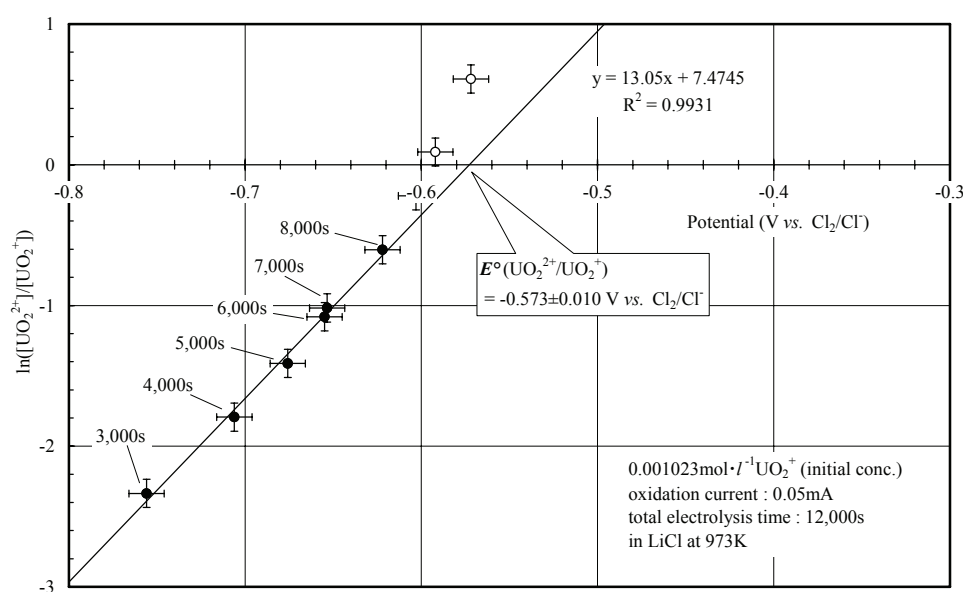 1
y = 13.05x + 7.4745
R² = 0.9931
0
-0.8
-0.7
-0.6
-0.5
-0.4
-0.3
Potential (V vs. Cl₂/Cl⁻)
8,000s
7,000s
E°(UO₂²⁺/UO₂⁺)
= -0.573±0.010 V vs. Cl₂/Cl⁻
6,000s
-1
5,000s
4,000s
3,000s
-2
ln([UO₂²⁺]/[UO₂⁺])
0.001023mol·l⁻¹UO₂⁺ (initial conc.)
oxidation current : 0.05mA
total electrolysis time : 12,000s
in LiCl at 973K
-3